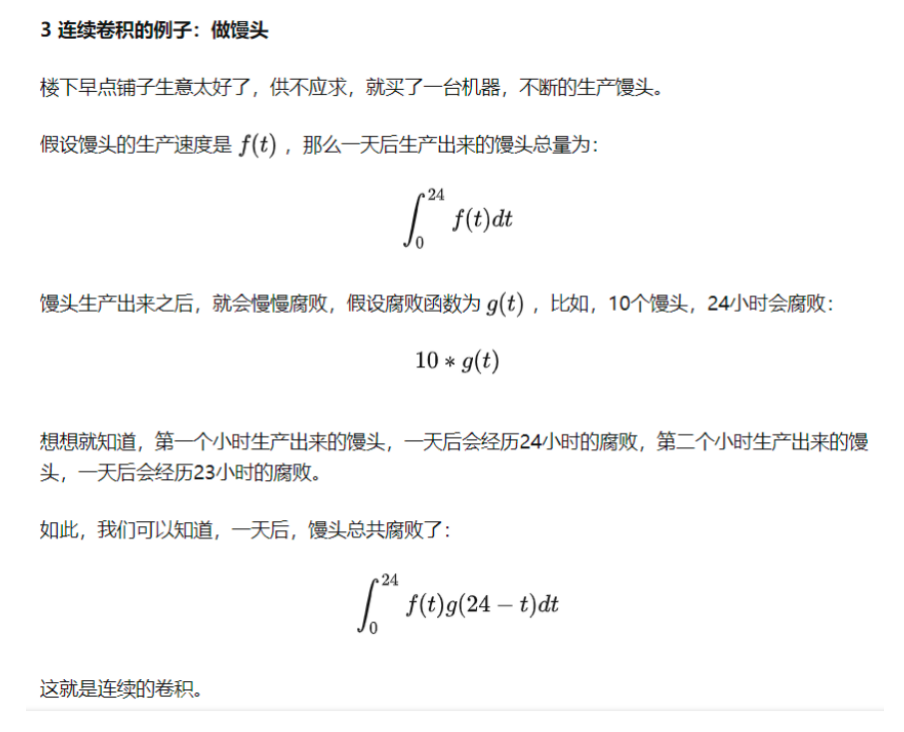 3 连续卷积的例子：做馒头
楼下早点铺子生意太好了，供不应求，就买了一台机器，不断的生产馒头。
假设馒头的生产速度是 f(t) ，那么一天后生产出来的馒头总量为：
∫₀²⁴ f(t)dt
馒头生产出来之后，就会慢慢腐败，假设腐败函数为 g(t) ，比如，10个馒头，24小时会腐败：
10 * g(t)
想想就知道，第一个小时生产出来的馒头，一天后会经历24小时的腐败，第二个小时生产出来的馒
头，一天后会经历23小时的腐败。
如此，我们可以知道，一天后，馒头总共腐败了：
∫₀²⁴ f(t)g(24 − t)dt
这就是连续的卷积。